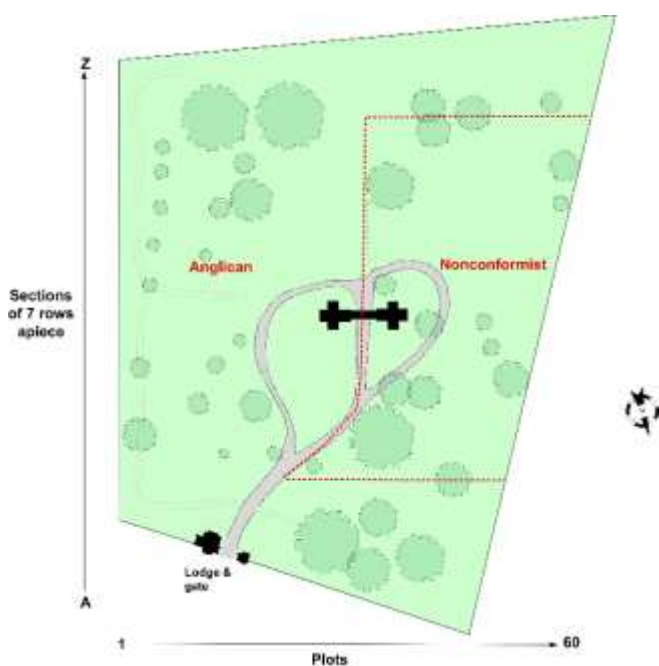 Z
Anglican
Nonconformist
Sections
of 7 rows
apiece
Lodge &
gate
A
1
60
Plots